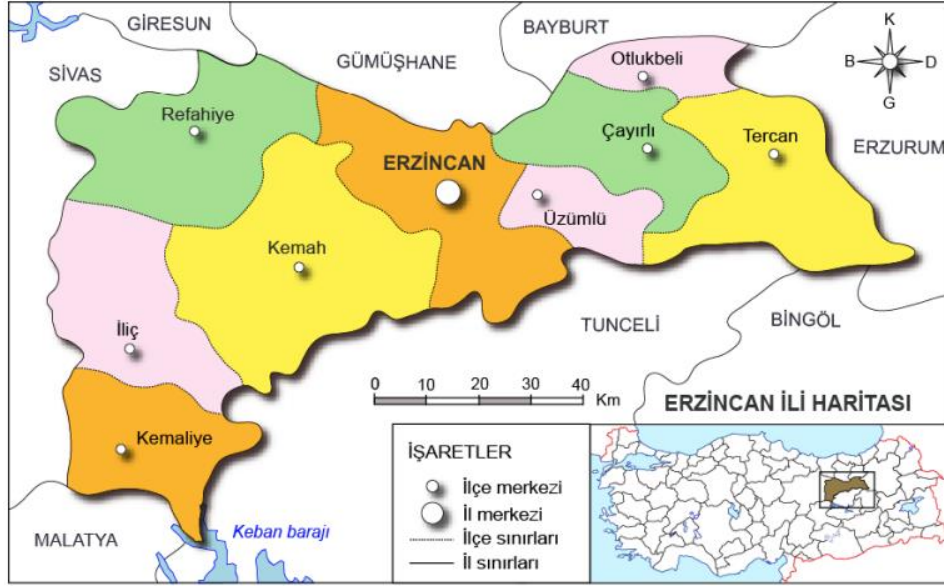 GİRESUN
BAYBURT
GÜMÜŞHANE
SİVAS
Otlukbeli
K
B
D
G
Refahiye
Çayırlı
Tercan
ERZURUM
ERZİNCAN
Üzümlü
Kemah
TUNCELİ
BİNGÖL
İliç
0 10 20 30 40
Km
ERZİNCAN İLİ HARİTASI
Kemaliye
İŞARETLER
İlçe merkezi
İl merkezi
İlçe sınırları
İl sınırları
MALATYA
Keban barajı